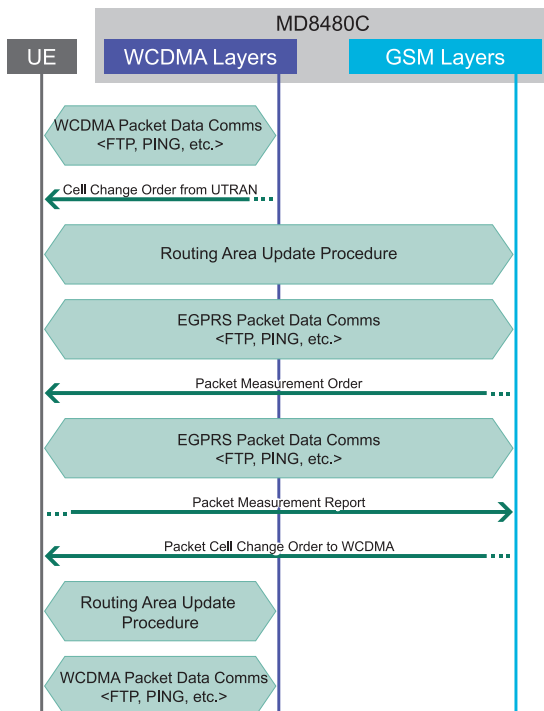 MD8480C
UE
WCDMA Layers
GSM Layers
WCDMA Packet Data Comms
<FTP, PING, etc.>
Cell Change Order from UTRAN
Routing Area Update Procedure
EGPRS Packet Data Comms
<FTP, PING, etc.>
Packet Measurement Order
EGPRS Packet Data Comms
<FTP, PING, etc.>
Packet Measurement Report
Packet Cell Change Order to WCDMA
Routing Area Update
Procedure
WCDMA Packet Data Comms
<FTP, PING, etc.>